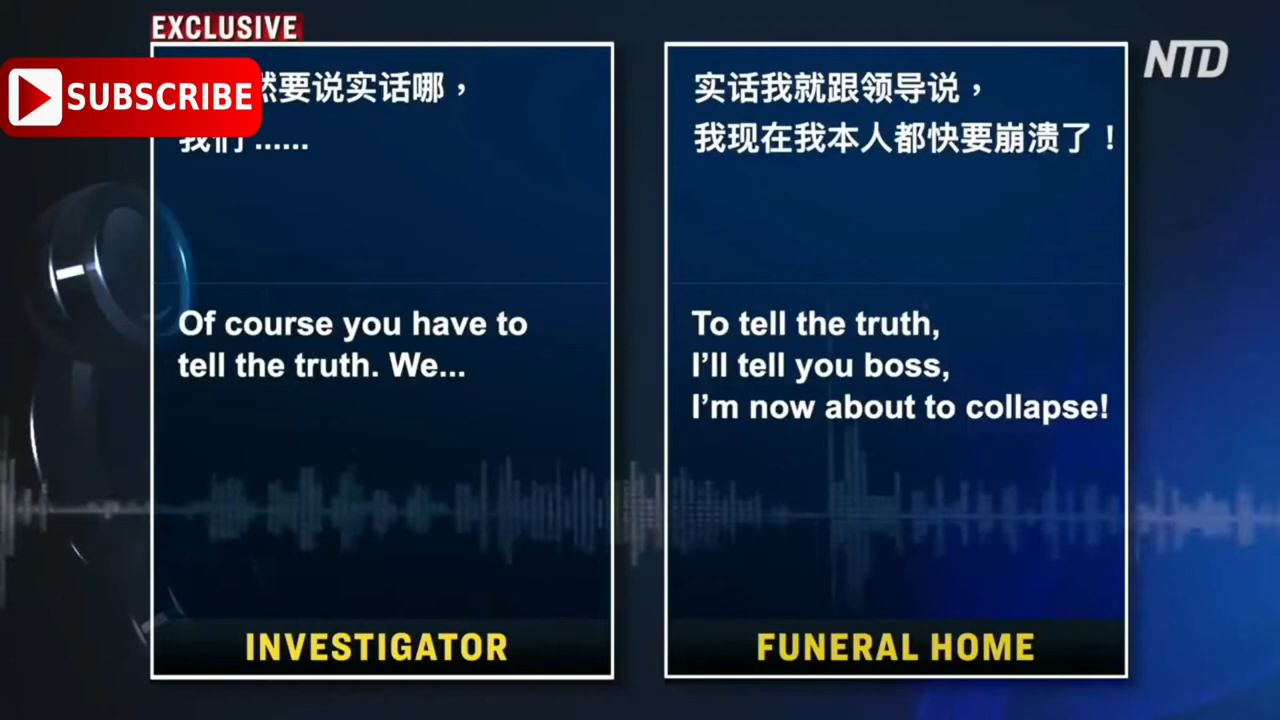 EXCLUSIVE
NTD
SUBSCRIBE
然要说实话哪，
我们……
Of course you have to
tell the truth. We...
INVESTIGATOR
实话我就跟领导说，
我现在我本人都快要崩溃了！
To tell the truth,
I’ll tell you boss,
I’m now about to collapse!
FUNERAL HOME